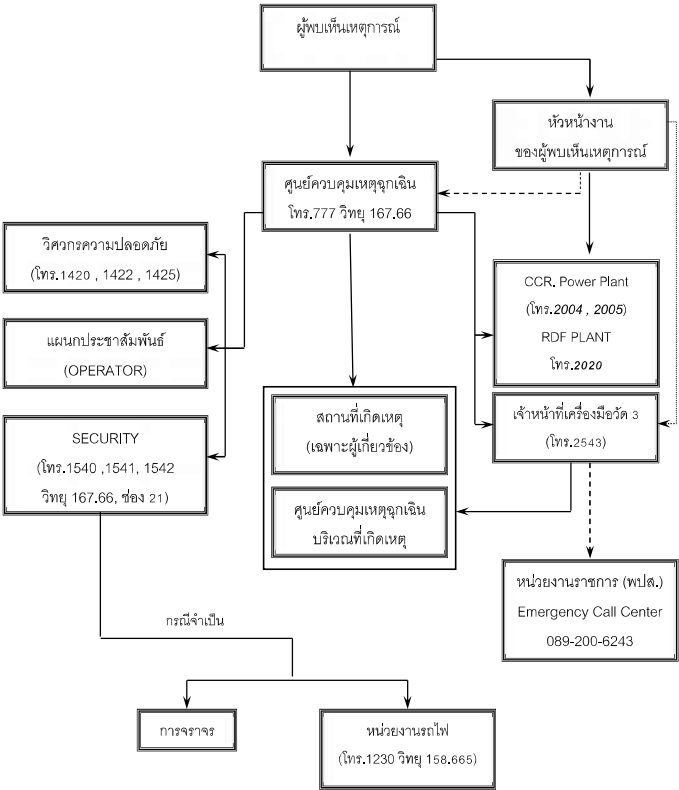 ผู้พบเห็นเหตุการณ์
หัวหน้างาน
ของผู้พบเห็นเหตุการณ์
ศูนย์ควบคุมเหตุฉุกเฉิน
โทร.777 วิทยุ 167.66
วิศวกรความปลอดภัย
(โทร.1420 , 1422 , 1425)
CCR. Power Plant
(โทร.2004 , 2005)
RDF PLANT
โทร.2020
แผนกประชาสัมพันธ์
(OPERATOR)
สถานที่เกิดเหตุ
(เฉพาะผู้เกี่ยวข้อง)
เจ้าหน้าที่เครื่องมือวัด 3
(โทร.2543)
SECURITY
(โทร.1540 ,1541, 1542
วิทยุ 167.66, ช่อง 21)
ศูนย์ควบคุมเหตุฉุกเฉิน
บริเวณที่เกิดเหตุ
หน่วยงานราชการ (พปส.)
Emergency Call Center
089-200-6243
กรณีจำเป็น
การจราจร
หน่วยงานรถไฟ
(โทร.1230 วิทยุ 158.665)